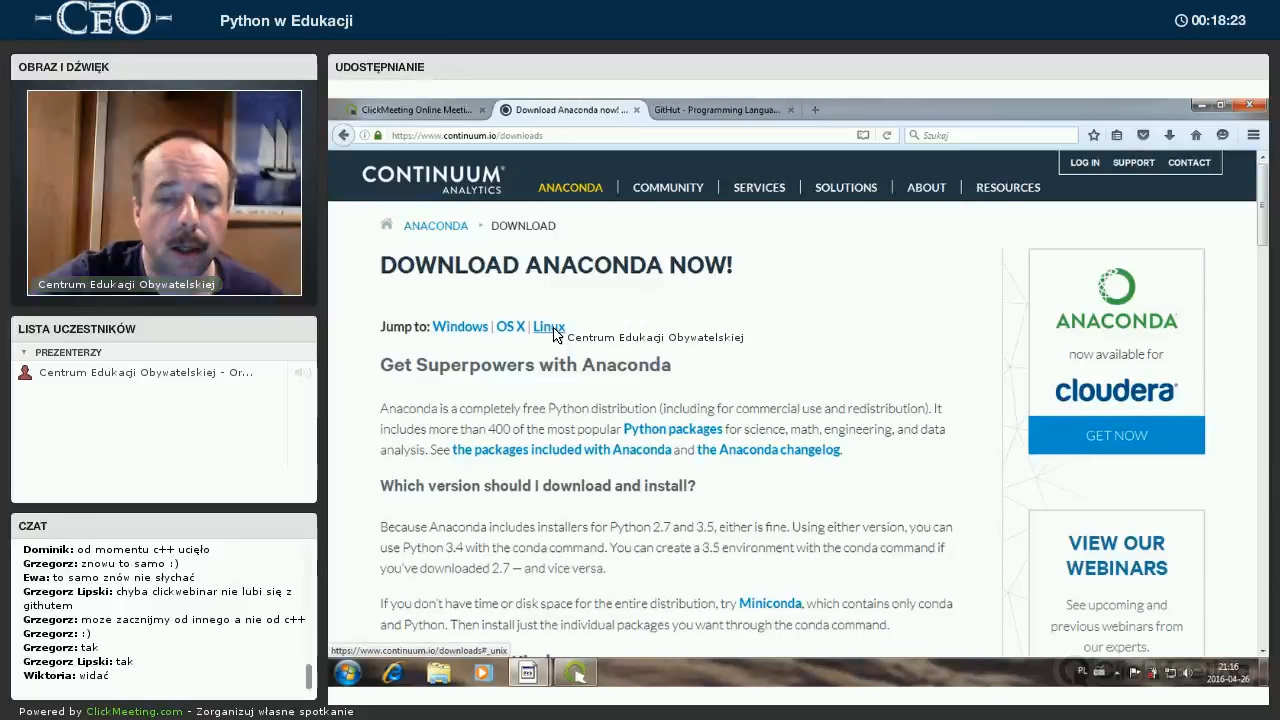 CEO
Python w Edukacji
00:18:23
OBRAZ I DŹWIĘK
Centrum Edukacji Obywatelskiej
LISTA UCZESTNIKÓW
PREZENTERZY
Centrum Edukacji Obywatelskiej - Or...
CZAT
Dominik: od momentu c++ ucięło
Grzegorz: znowu to samo :)
Ewa: to samo znów nie słychać
Grzegorz Lipski: chyba clickwebinar nie lubi się z
githutem
Grzegorz: moze zacznijmy od innego a nie od c++
Grzegorz: :)
Grzegorz: tak
Grzegorz Lipski: tak
Wiktoria: widać
Powered by ClickMeeting.com - Zorganizuj własne spotkanie
UDOSTĘPNIANIE
ClickMeeting Online Meeti...
Download Anaconda now! ...
GitHut - Programming Langua...
https://www.continuum.io/downloads
Szukaj
LOG IN SUPPORT CONTACT
CONTINUUM
ANALYTICS
ANACONDA COMMUNITY SERVICES SOLUTIONS ABOUT RESOURCES
ANACONDA DOWNLOAD
DOWNLOAD ANACONDA NOW!
Jump to: Windows | OS X | Linux
Centrum Edukacji Obywatelskiej
Get Superpowers with Anaconda
Anaconda is a completely free Python distribution (including for commercial use and redistribution). It
includes more than 400 of the most popular Python packages for science, math, engineering, and data
analysis. See the packages included with Anaconda and the Anaconda changelog.
Which version should I download and install?
Because Anaconda includes installers for Python 2.7 and 3.5, either is fine. Using either version, you can
use Python 3.4 with the conda command. You can create a 3.5 environment with the conda command if
you've downloaded 2.7 — and vice versa.
If you don't have time or disk space for the entire distribution, try Miniconda, which contains only conda
and Python. Then install just the individual packages you want through the conda command.
ANACONDA
now available for
cloudera
GET NOW
VIEW OUR
WEBINARS
See upcoming and
previous webinars from
our experts.
https://www.continuum.io/downloads#_unix
PL
21:16
2016-04-26